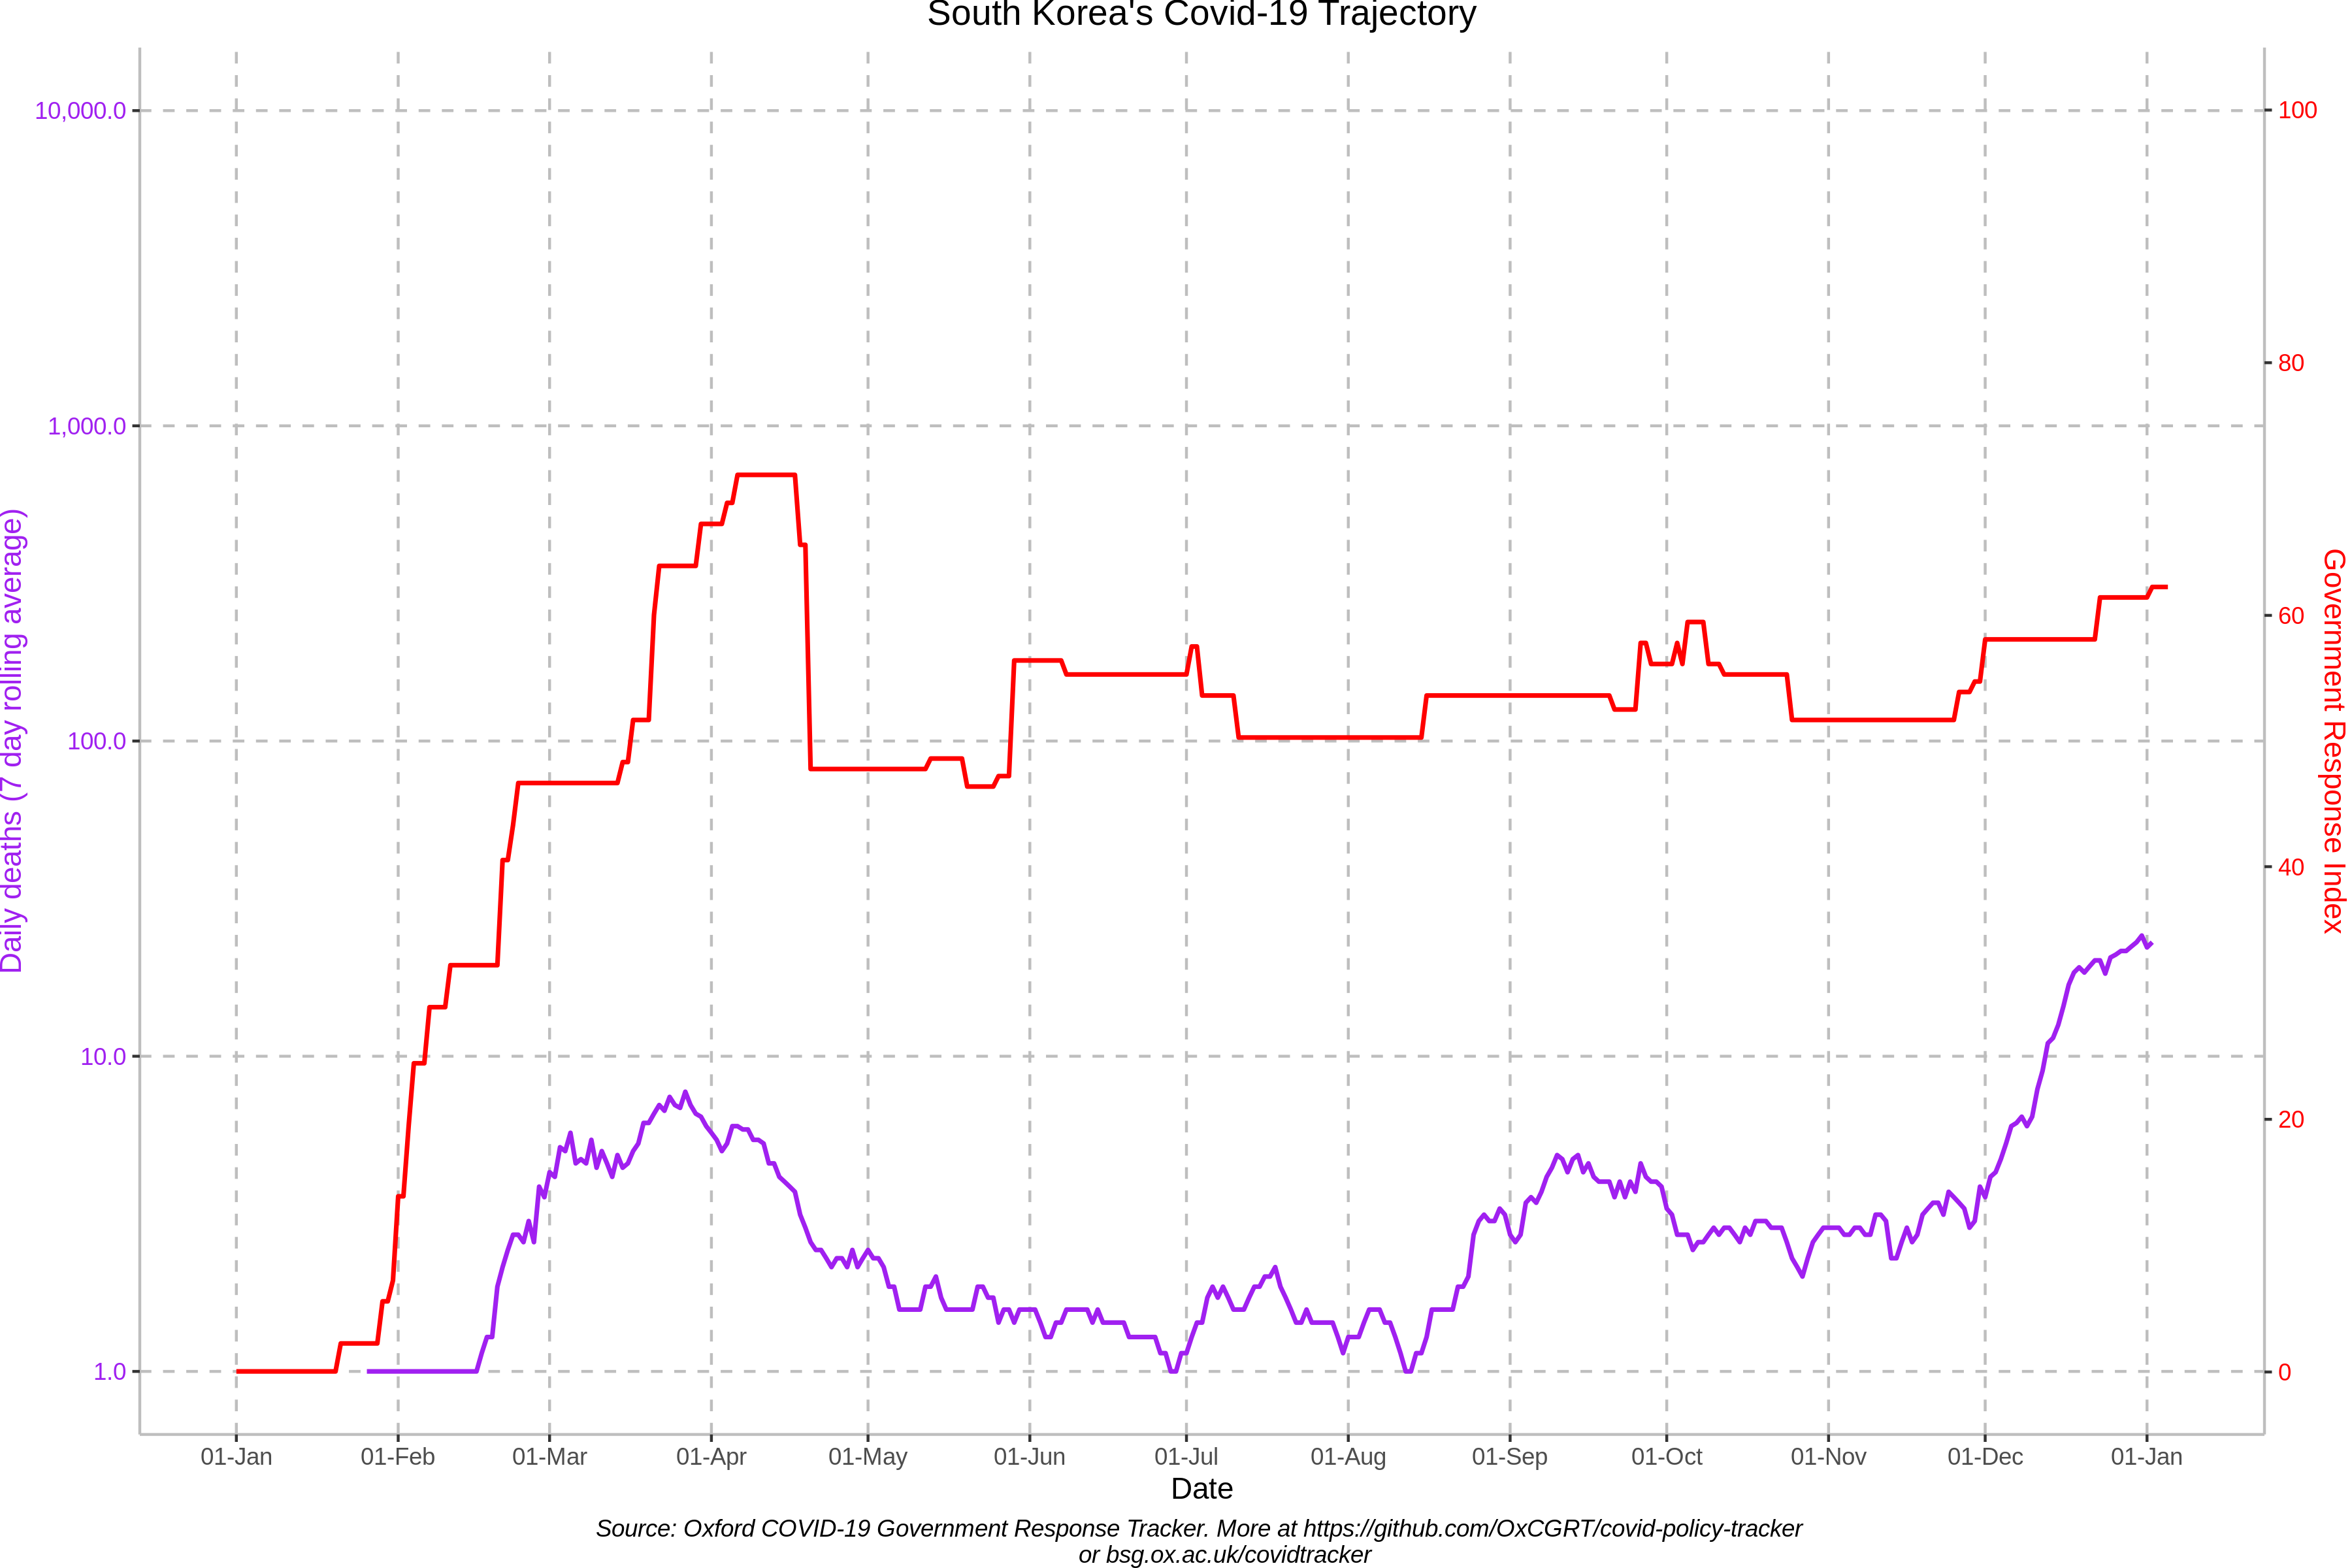 South Korea's Covid-19 Trajectory
10,000.0
1,000.0
100.0
10.0
1.0
Daily deaths (7 day rolling average)
100
80
60
40
20
0
Government Response Index
01-Jan 01-Feb 01-Mar 01-Apr 01-May 01-Jun 01-Jul 01-Aug 01-Sep 01-Oct 01-Nov 01-Dec 01-Jan
Date
Source: Oxford COVID-19 Government Response Tracker. More at https://github.com/OxCGRT/covid-policy-tracker
or bsg.ox.ac.uk/covidtracker